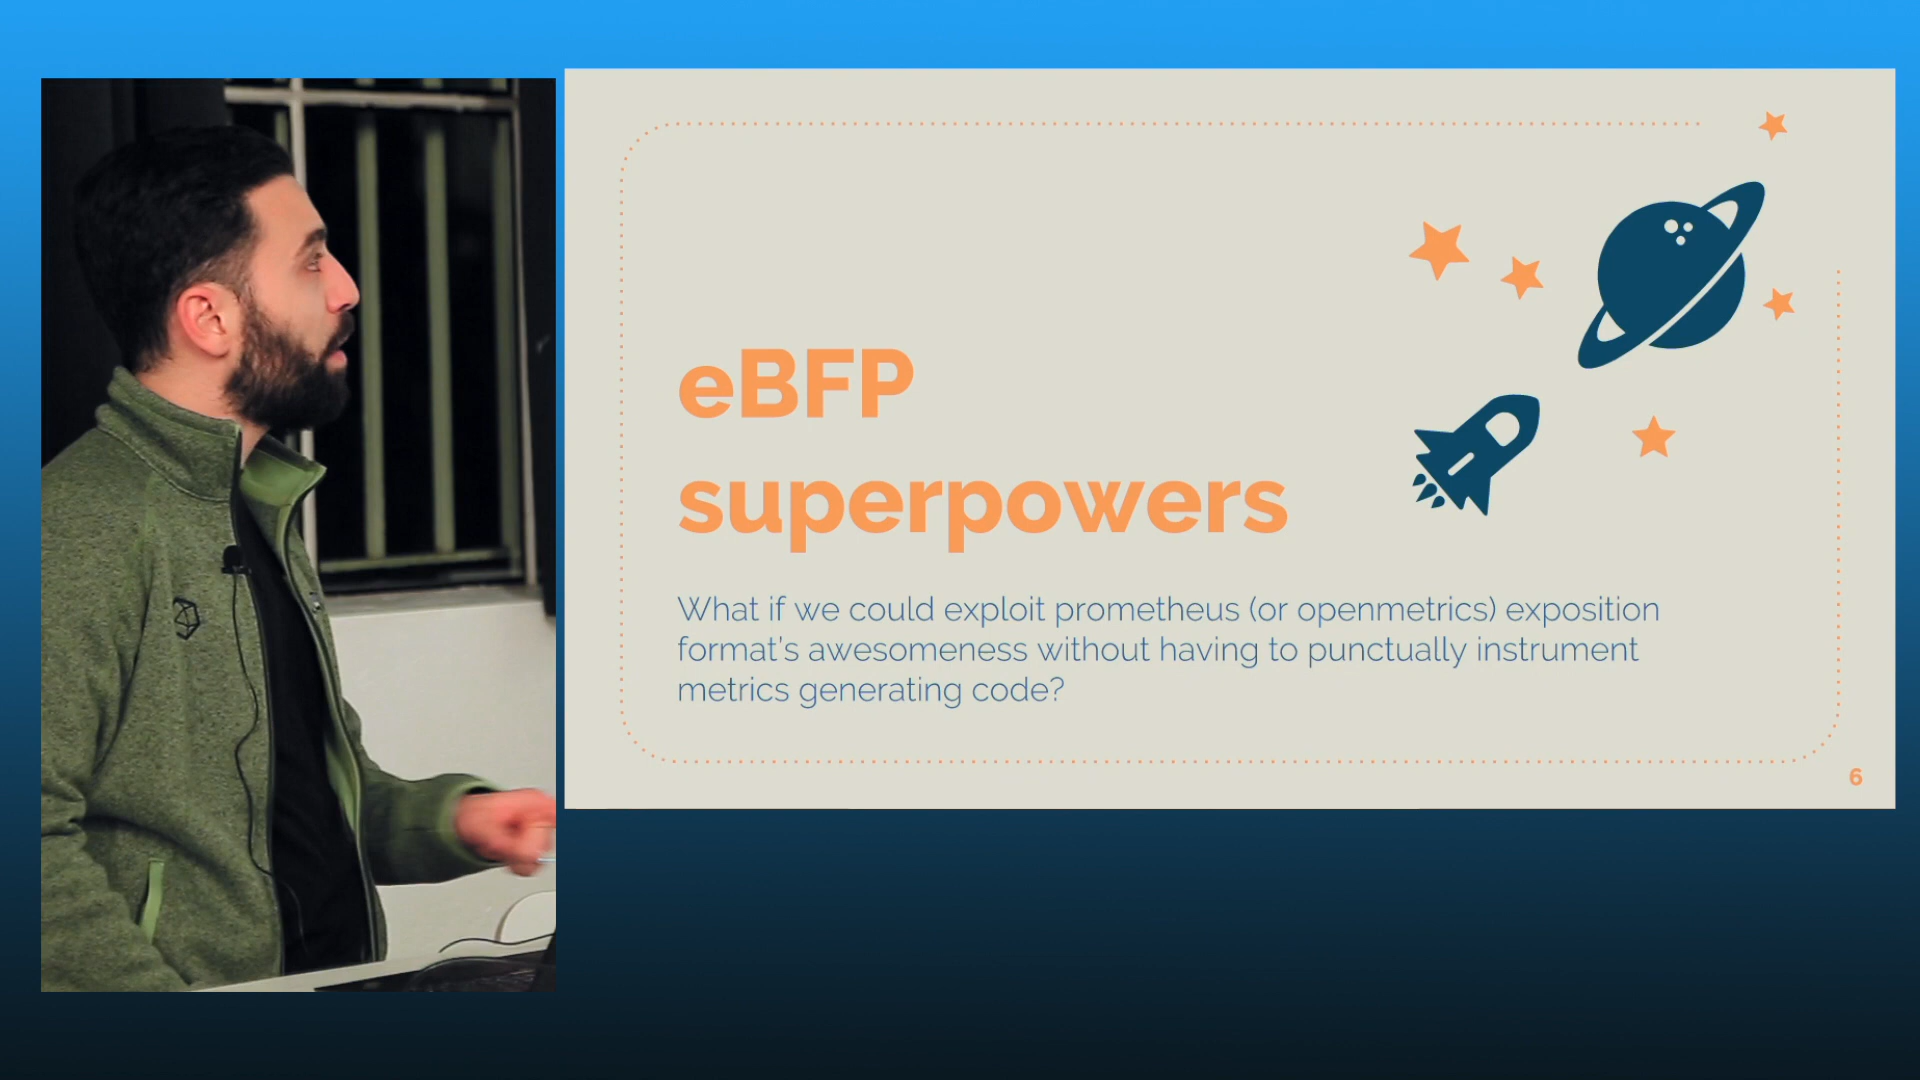 eBFP
superpowers
What if we could exploit prometheus (or openmetrics) exposition
format's awesomeness without having to punctually instrument
metrics generating code?
6